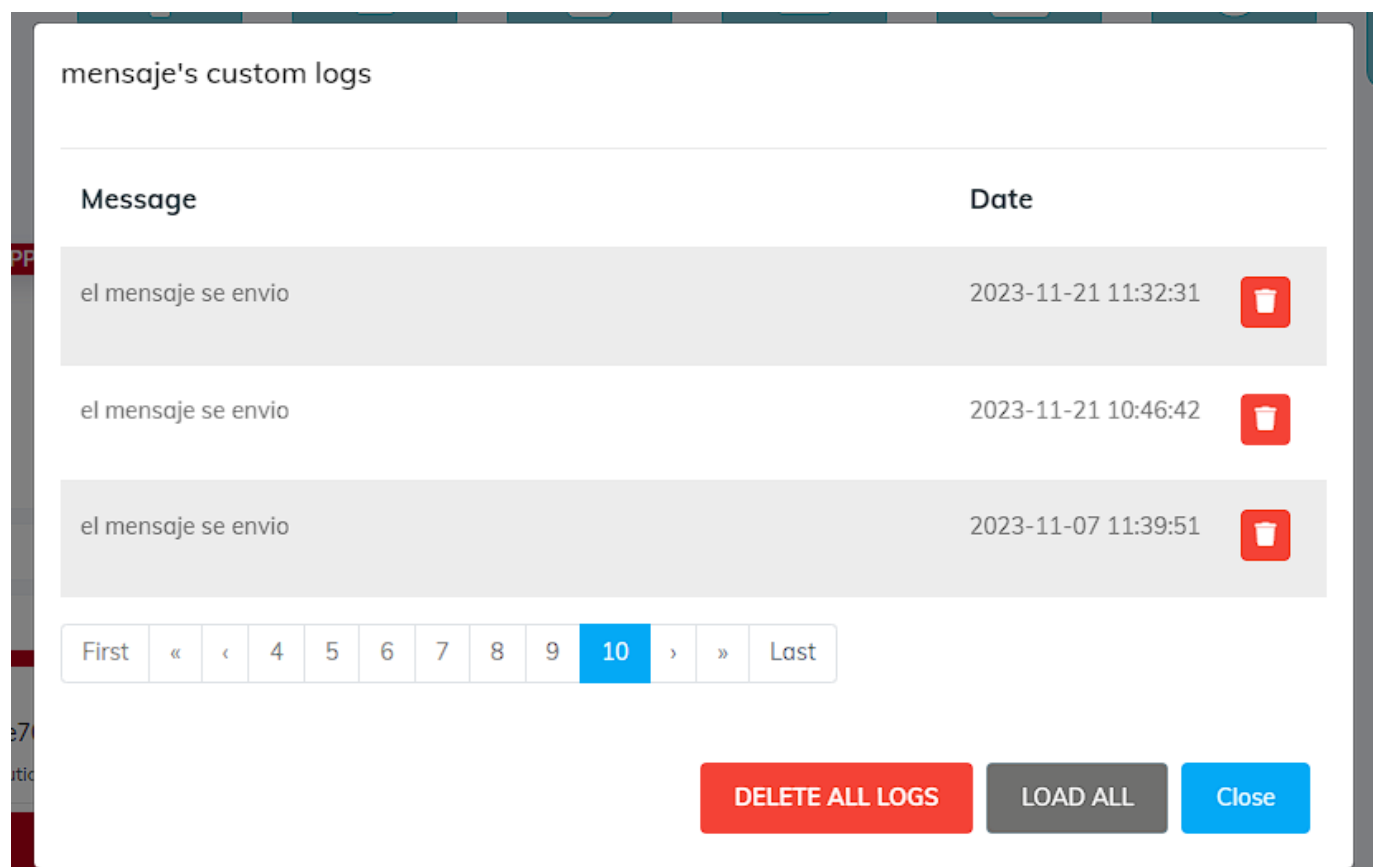 mensaje's custom logs
Message Date
el mensaje se envio 2023-11-21 11:32:31
el mensaje se envio 2023-11-21 10:46:42
el mensaje se envio 2023-11-07 11:39:51
First « ‹ 4 5 6 7 8 9 10 › » Last
DELETE ALL LOGS LOAD ALL Close